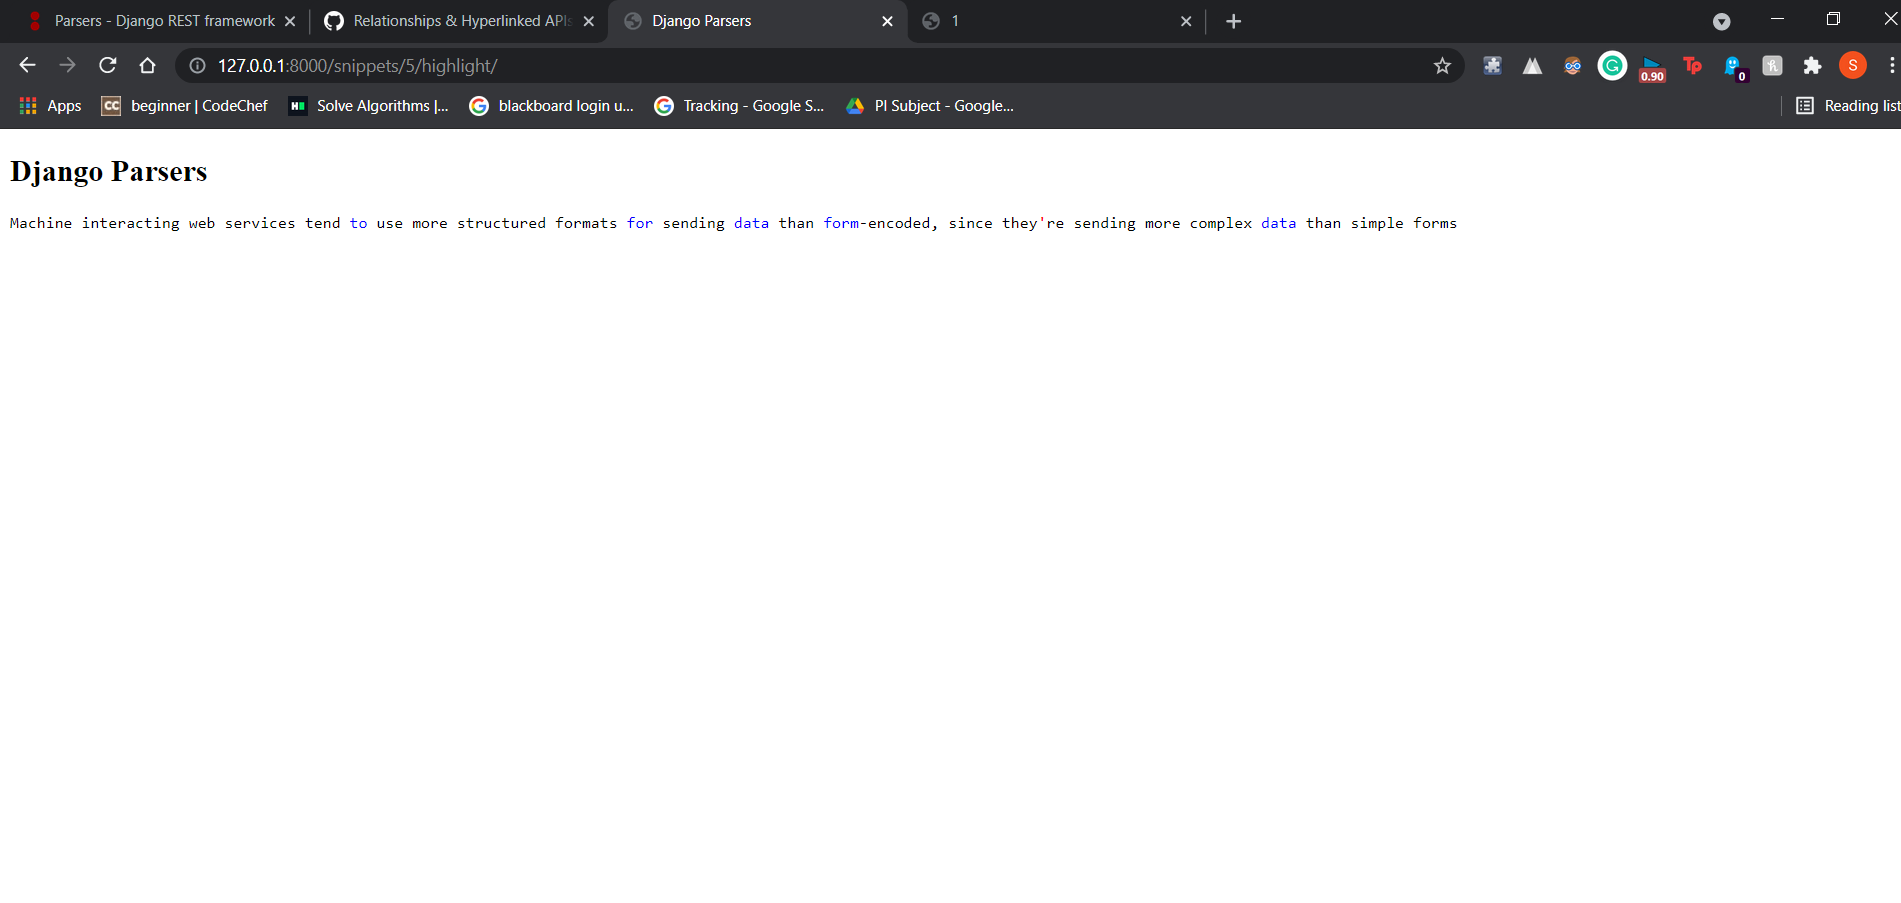 Parsers - Django REST framework
Relationships & Hyperlinked APIs
Django Parsers
1
127.0.0.1:8000/snippets/5/highlight/
G
0.90
Tp
0
h
S
Apps
CC
beginner | CodeChef
H
Solve Algorithms |...
G
blackboard login u...
G
Tracking - Google S...
PI Subject - Google...
Reading list
Django Parsers
Machine interacting web services tend to use more structured formats for sending data than form-encoded, since they're sending more complex data than simple forms